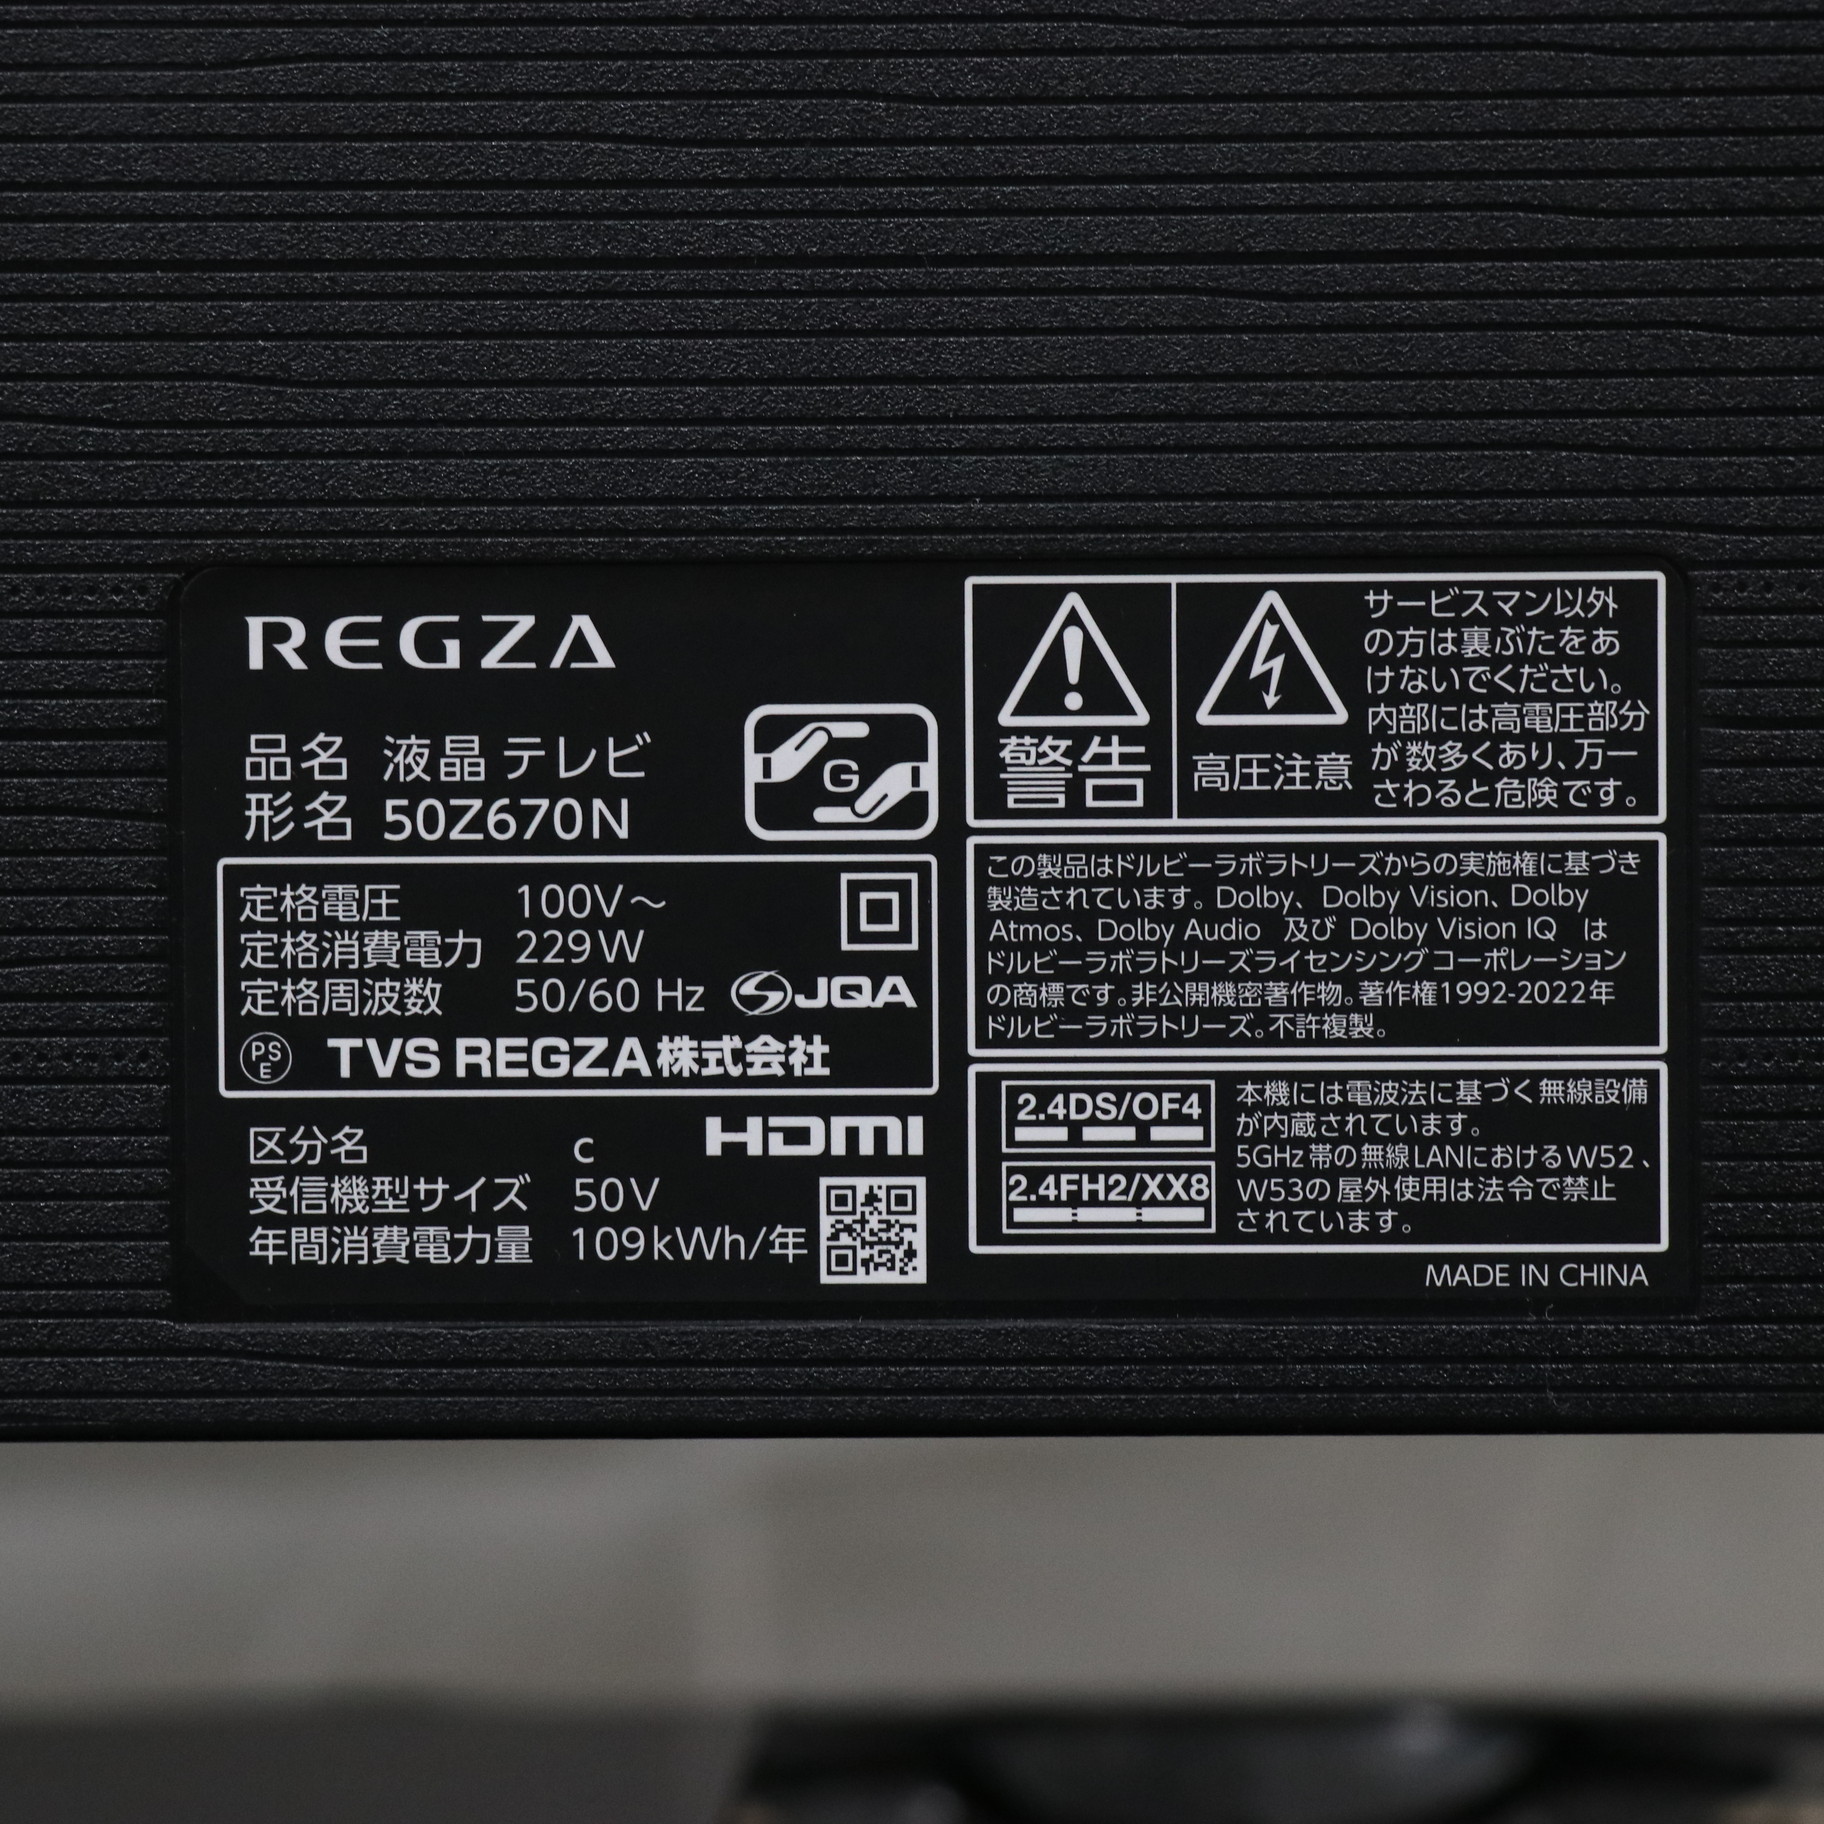 REGZA
品名 液晶 テレビ
形名 50Z670N
G
定格電圧 100V～
定格消費電力 229W
定格周波数 50/60 Hz
JQA
PS
E
TVS REGZA株式会社
区分名 c
HDMI
受信機型サイズ 50V
年間消費電力量 109kWh/年
警告
高圧注意
サービスマン以外
の方は裏ぶたをあ
けないでください。
内部には高電圧部分
が数多くあり、万一
さわると危険です。
この製品はドルビーラボラトリーズからの実施権に基づき
製造されています。Dolby、Dolby Vision、Dolby
Atmos、Dolby Audio 及び Dolby Vision IQ は
ドルビーラボラトリーズライセンシングコーポレーション
の商標です。非公開機密著作物。著作権1992-2022年
ドルビーラボラトリーズ。不許複製。
2.4DS/OF4
2.4FH2/XX8
本機には電波法に基づく無線設備
が内蔵されています。
5GHz帯の無線LANにおけるW52、
W53の屋外使用は法令で禁止
されています。
MADE IN CHINA